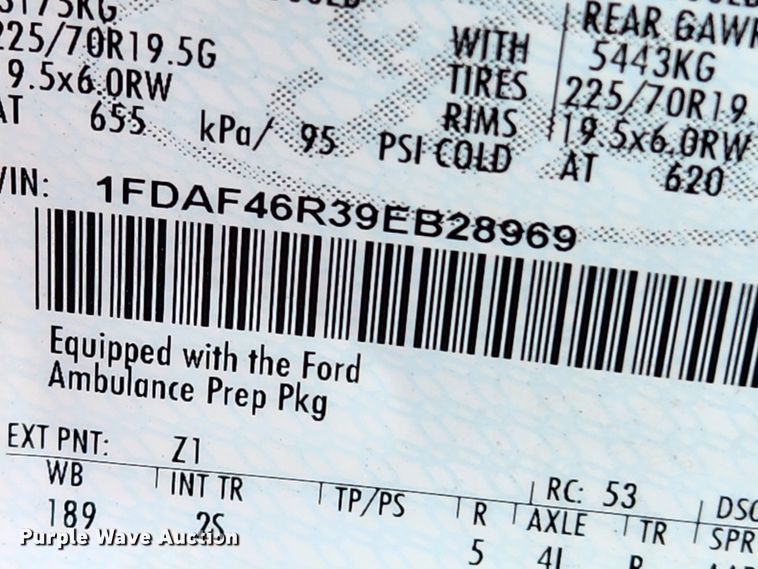 225/70R19.5G
19.5x6.0RW
AT 655 kPa/ 95 PSI COLD
WITH
TIRES
RIMS
REAR GAWR
5443KG
225/70R19.
19.5x6.0RW
AT 620
VIN: 1FDAF46R39EB28969
Equipped with the Ford
Ambulance Prep Pkg
EXT PNT: Z1
RC: 53
WB INT TR TP/PS R AXLE TR SPR
189 2S 5 4L
Purple Wave Auction